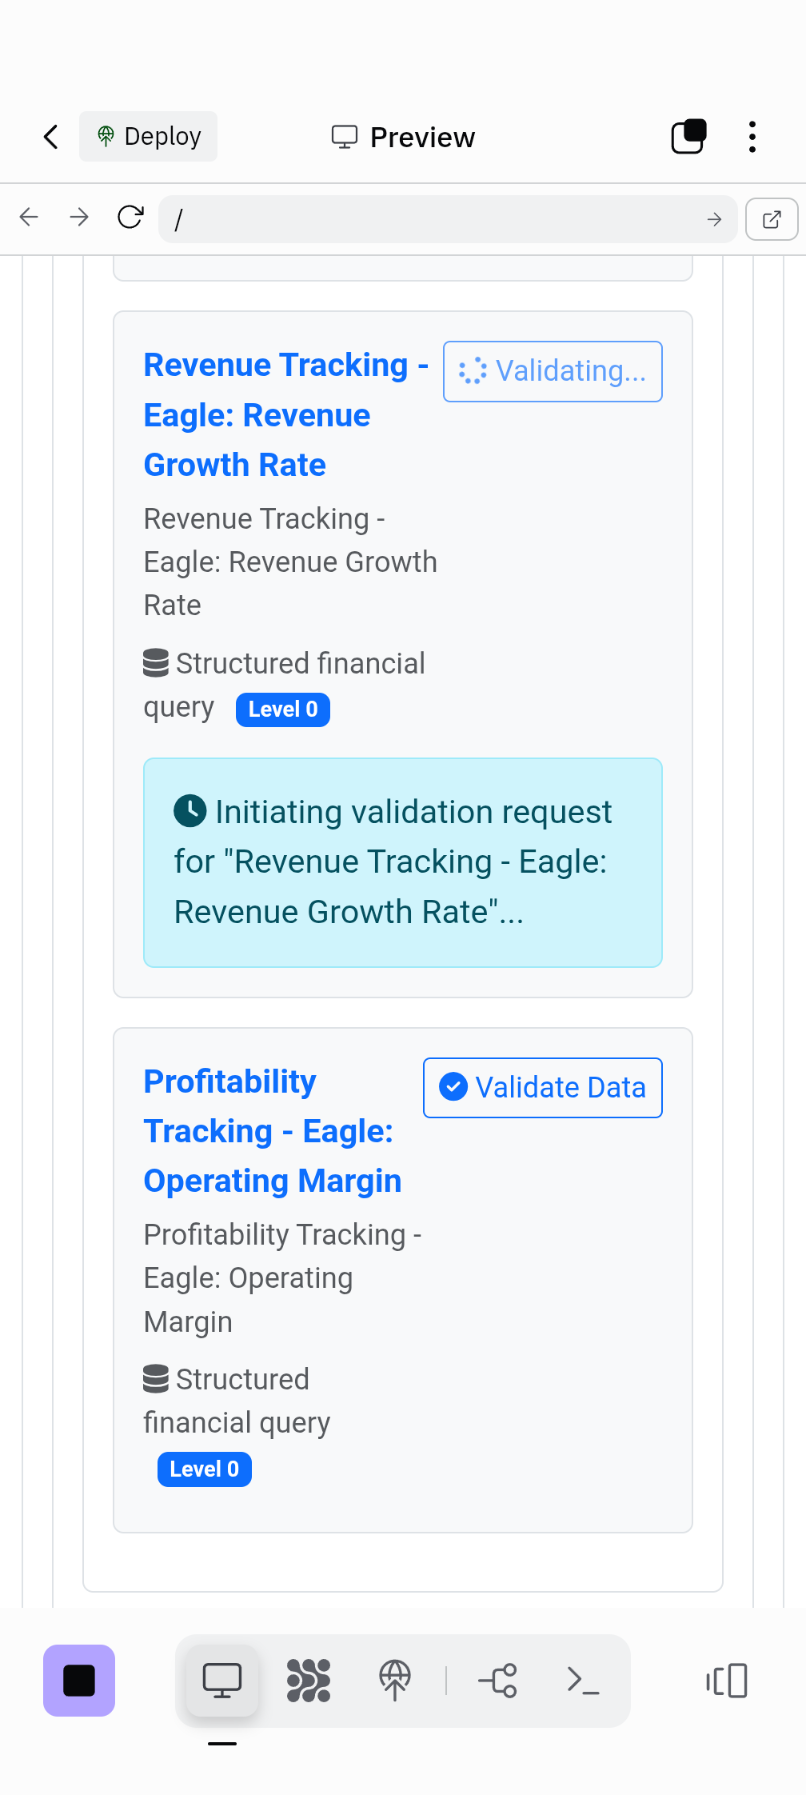 Deploy
Preview
/
Revenue Tracking -
Eagle: Revenue
Growth Rate
Validating...
Revenue Tracking -
Eagle: Revenue Growth
Rate
Structured financial
query Level 0
Initiating validation request
for "Revenue Tracking - Eagle:
Revenue Growth Rate"...
Profitability
Tracking - Eagle:
Operating Margin
Validate Data
Profitability Tracking -
Eagle: Operating
Margin
Structured
financial query
Level 0